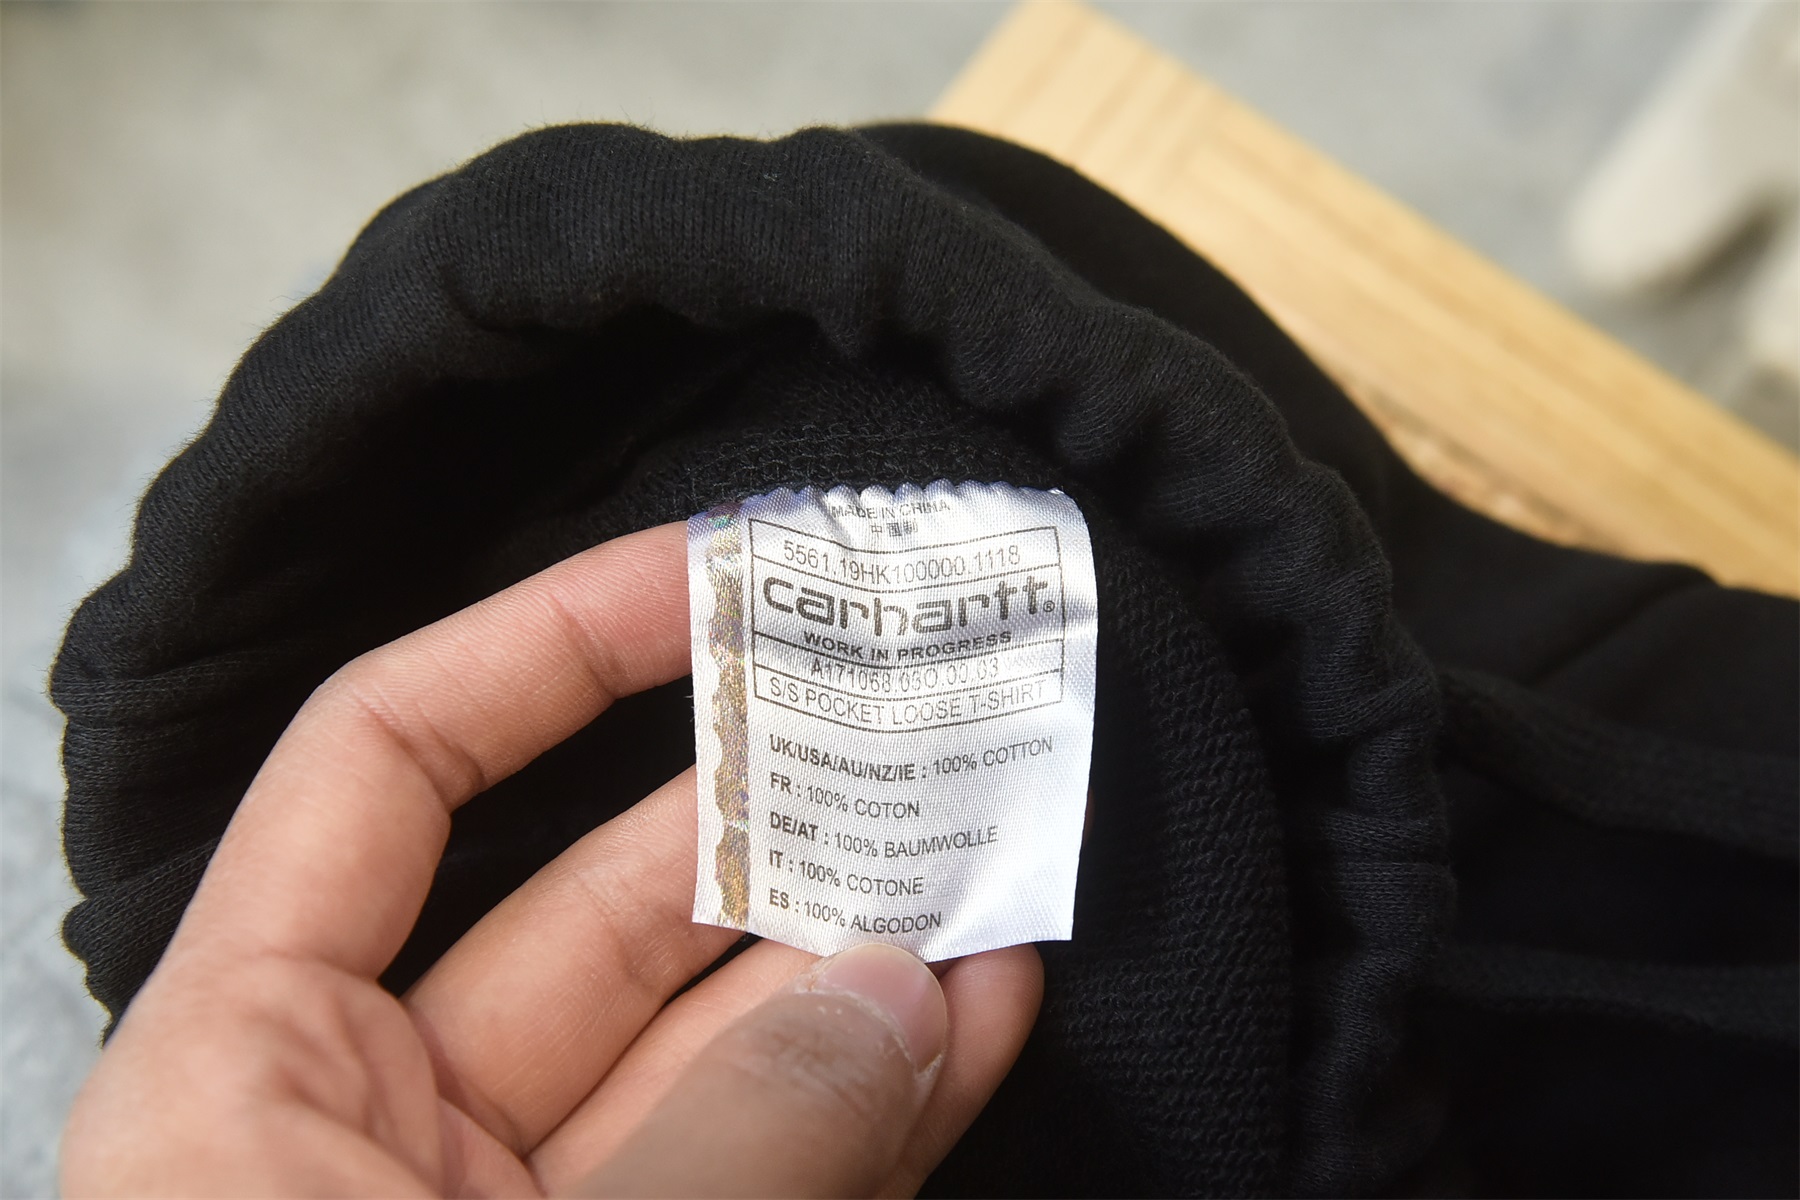 MADE IN CHINA
中国制
5561.19HK100000.1118
carhartt®
WORK IN PROGRESS
A171068.03O.00.03
S/S POCKET LOOSE T-SHIRT
UK/USA/AU/NZ/IE : 100% COTTON
FR : 100% COTON
DE/AT : 100% BAUMWOLLE
IT : 100% COTONE
ES : 100% ALGODON